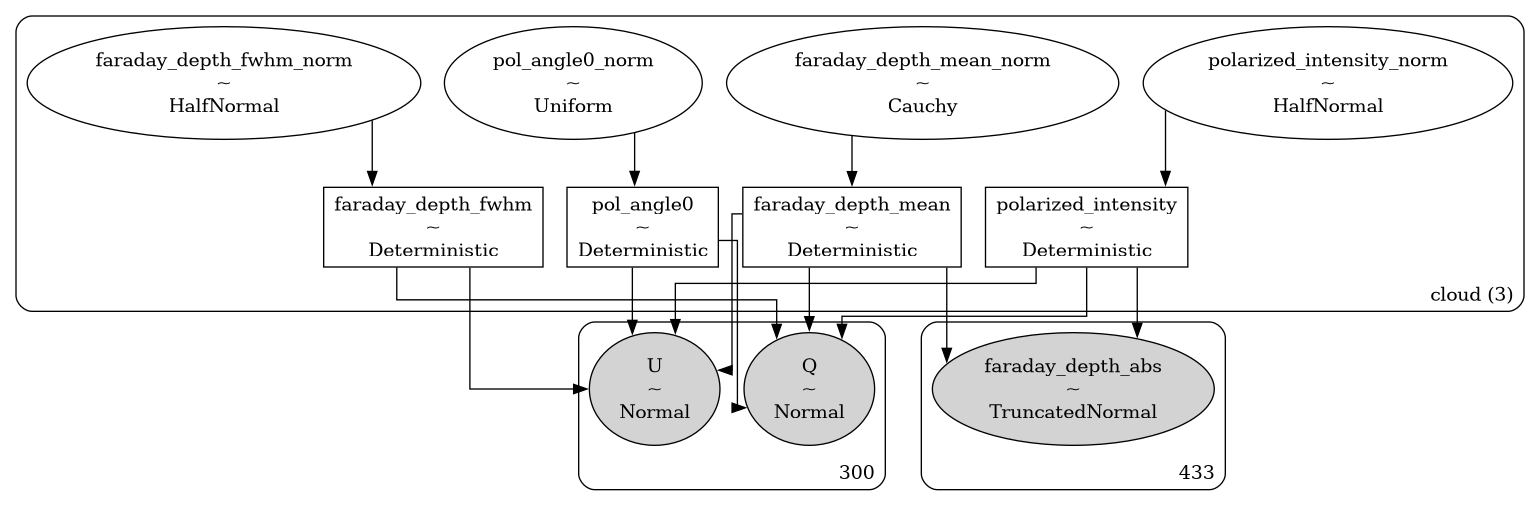 faraday_depth_fwhm_norm
~
HalfNormal
pol_angle0_norm
~
Uniform
faraday_depth_mean_norm
~
Cauchy
polarized_intensity_norm
~
HalfNormal
faraday_depth_fwhm
~
Deterministic
pol_angle0
~
Deterministic
faraday_depth_mean
~
Deterministic
polarized_intensity
~
Deterministic
cloud (3)
U
~
Normal
Q
~
Normal
300
faraday_depth_abs
~
TruncatedNormal
433